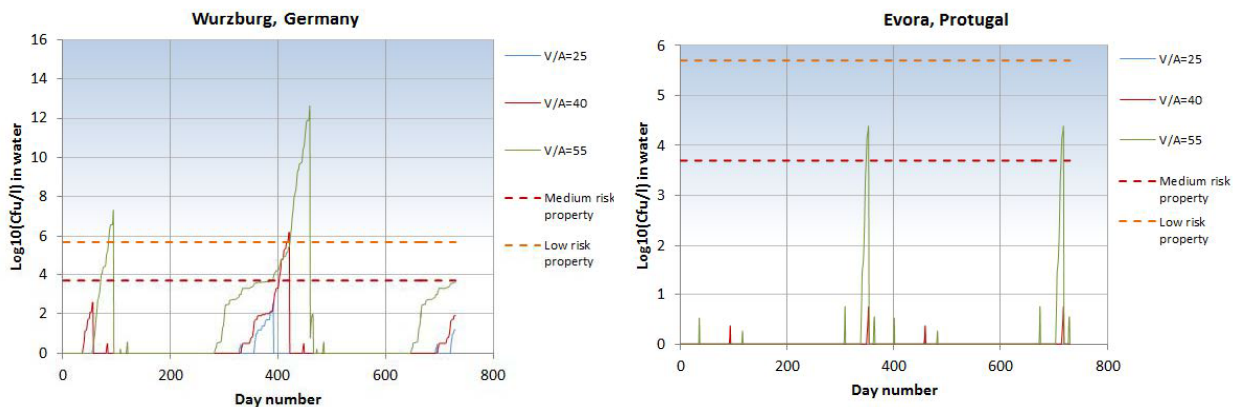 Wurzburg, Germany
Log10(Cfu/l) in water
16
14
12
10
8
6
4
2
0
0 200 400 600 800
Day number
V/A=25
V/A=40
V/A=55
Medium risk
property
Low risk
property
Evora, Protugal
Log10(Cfu/l) in water
6
5
4
3
2
1
0
0 200 400 600 800
Day number
V/A=25
V/A=40
V/A=55
Medium risk
property
Low risk
property